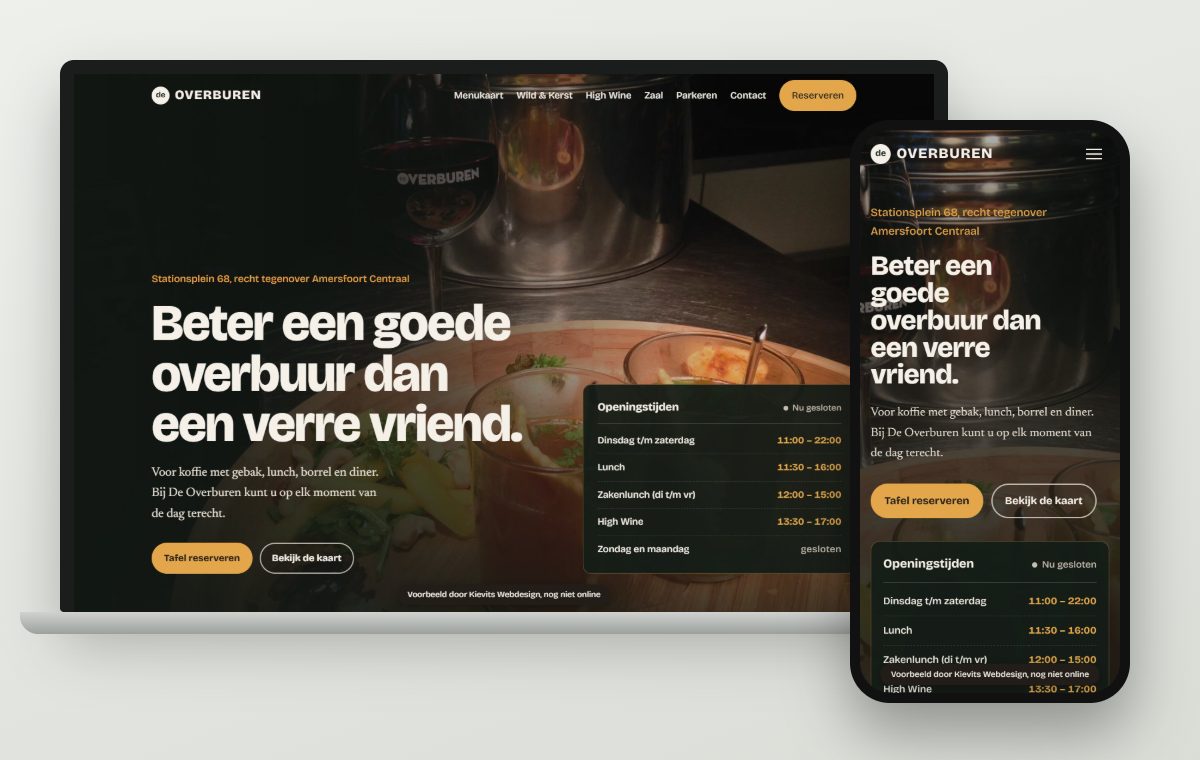 de OVERBUREN
Menukaart Wild & Kerst High Wine Zaal Parkeren Contact Reserveren
OVERBUREN
Stationsplein 68, recht tegenover Amersfoort Centraal
Beter een goede
overbuur dan
een verre vriend.
Voor koffie met gebak, lunch, borrel en diner.
Bij De Overburen kunt u op elk moment van
de dag terecht.
Tafel reserveren Bekijk de kaart
Openingstijden Nu gesloten
Dinsdag t/m zaterdag 11:00 – 22:00
Lunch 11:30 – 16:00
Zakenlunch (di t/m vr) 12:00 – 15:00
High Wine 13:30 – 17:00
Zondag en maandag gesloten
Voorbeeld door Kievits Webdesign, nog niet online
de OVERBUREN
Stationsplein 68, recht tegenover
Amersfoort Centraal
Beter een
goede
overbuur dan
een verre
vriend.
Voor koffie met gebak, lunch, borrel en diner.
Bij De Overburen kunt u op elk moment van
de dag terecht.
Tafel reserveren Bekijk de kaart
Openingstijden Nu gesloten
Dinsdag t/m zaterdag 11:00 – 22:00
Lunch 11:30 – 16:00
Zakenlunch (di t/m vr) 12:00 – 15:00
Voorbeeld door Kievits Webdesign, nog niet online
High Wine 13:30 – 17:00